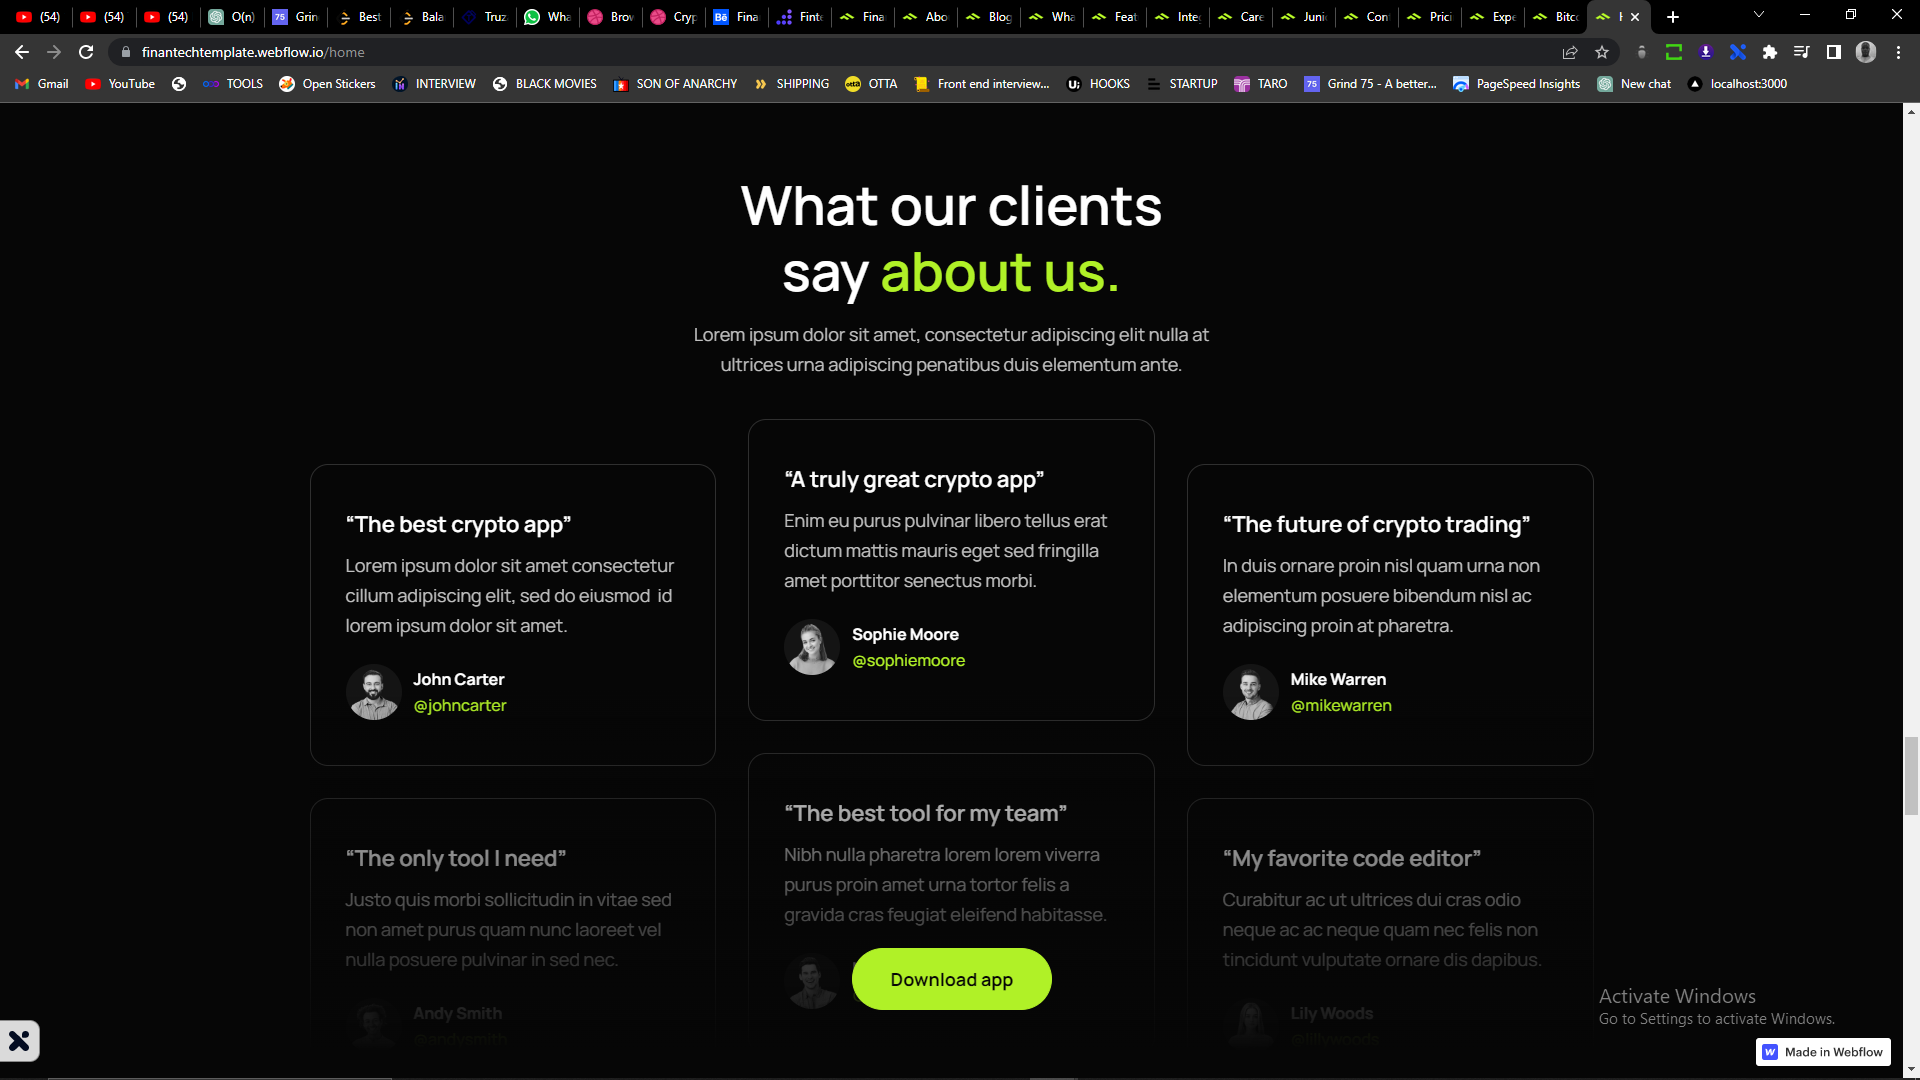 (54)
(54)
(54)
O(n)
Grin
Best
Bala
Truz
Wha
Brow
Cryp
Fina
Finte
Fina
Abo
Blog
Wha
Feat
Inte
Care
Juni
Con
Prici
Expe
Bitco
finantechtemplate.webflow.io/home
Gmail
YouTube
TOOLS
Open Stickers
INTERVIEW
BLACK MOVIES
SON OF ANARCHY
SHIPPING
OTTA
Front end interview...
HOOKS
STARTUP
TARO
Grind 75 - A better...
PageSpeed Insights
New chat
localhost:3000
What our clients
say about us.
Lorem ipsum dolor sit amet, consectetur adipiscing elit nulla at
ultrices urna adipiscing penatibus duis elementum ante.
“The best crypto app”
Lorem ipsum dolor sit amet consectetur
cillum adipiscing elit, sed do eiusmod id
lorem ipsum dolor sit amet.
John Carter
@johncarter
“A truly great crypto app”
Enim eu purus pulvinar libero tellus erat
dictum mattis mauris eget sed fringilla
amet porttitor senectus morbi.
Sophie Moore
@sophiemoore
“The future of crypto trading”
In duis ornare proin nisl quam urna non
elementum posuere bibendum nisl ac
adipiscing proin at pharetra.
Mike Warren
@mikewarren
“The only tool I need”
Justo quis morbi sollicitudin in vitae sed
non amet purus quam nunc laoreet vel
nulla posuere pulvinar in sed nec.
Andy Smith
@andysmith
“The best tool for my team”
Nibh nulla pharetra lorem lorem viverra
purus proin amet urna tortor felis a
gravida cras feugiat eleifend habitasse.
Download app
“My favorite code editor”
Curabitur ac ut ultrices dui cras odio
neque ac ac neque quam nec felis non
tincidunt vulputate ornare dis dapibus.
Lily Woods
@lillywoods
Activate Windows
Go to Settings to activate Windows.
Made in Webflow